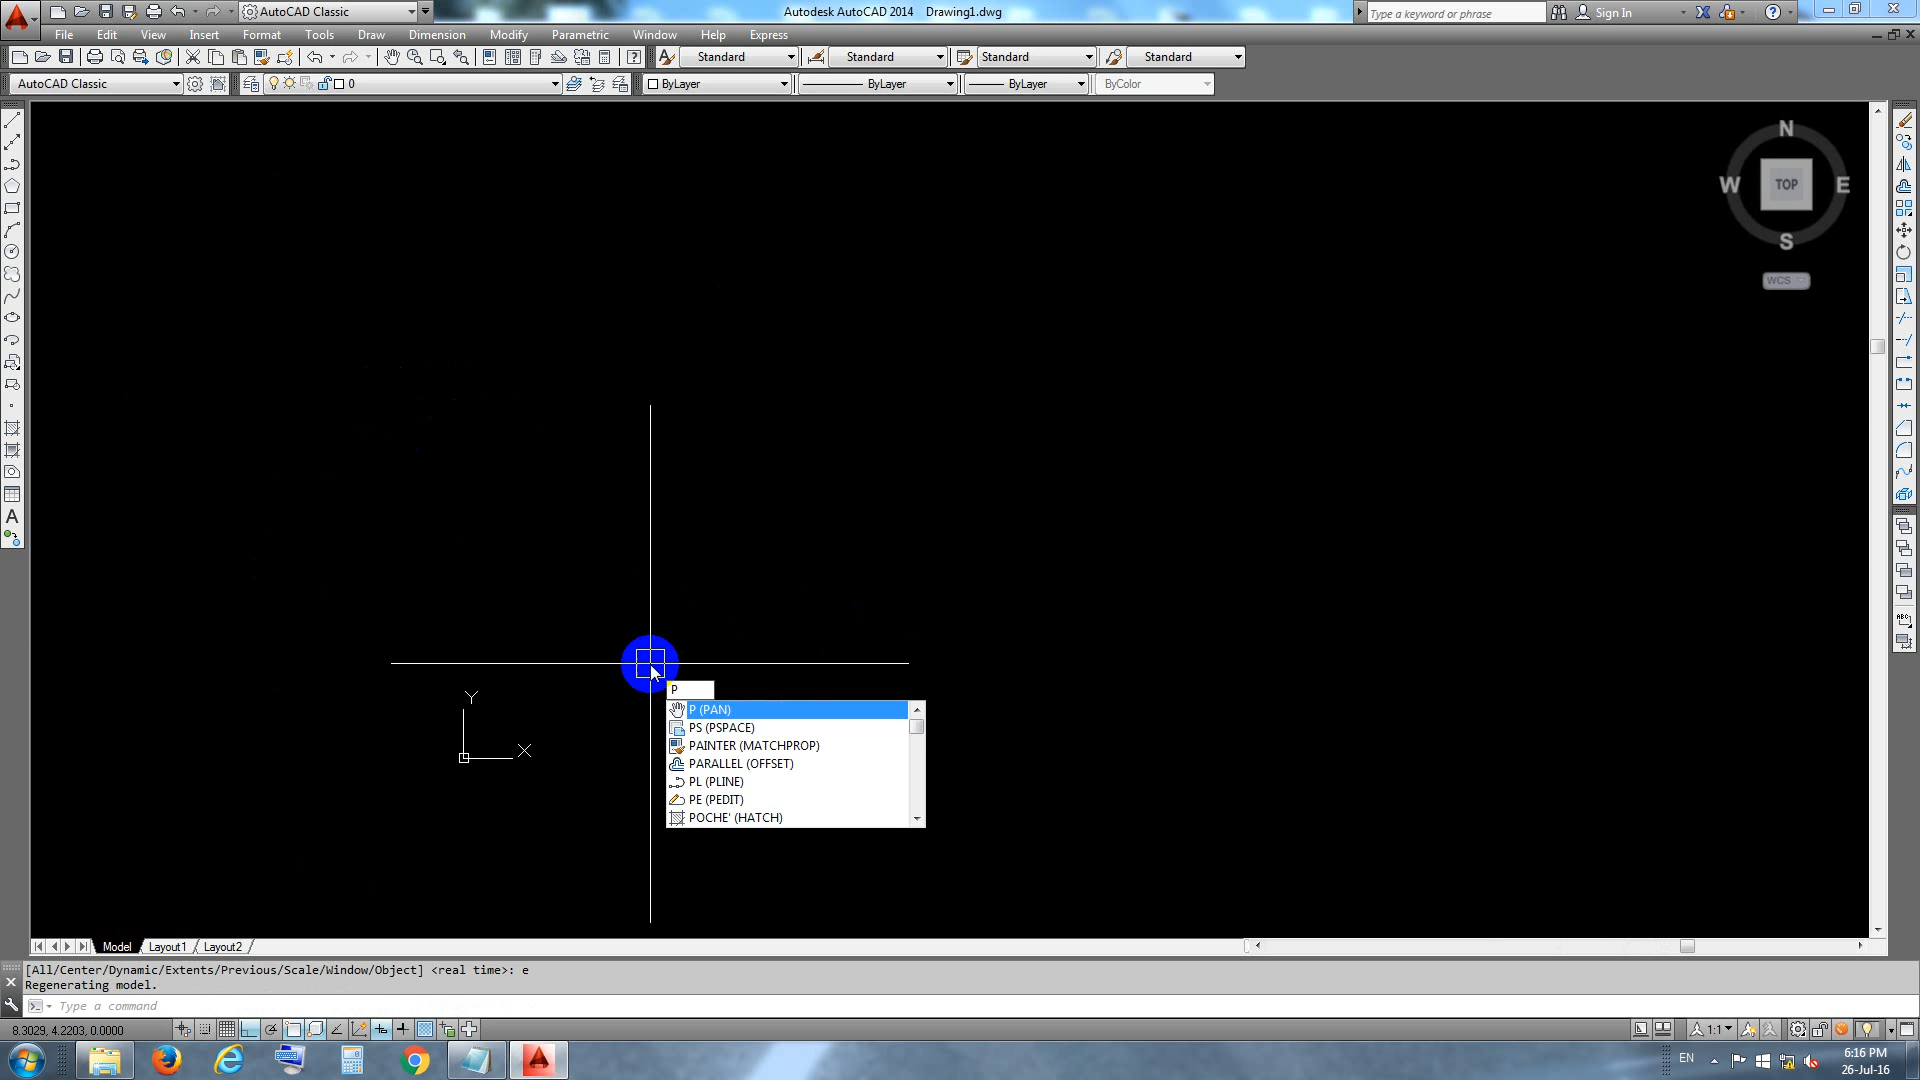 AutoCAD Classic
Autodesk AutoCAD 2014 Drawing1.dwg
Type a keyword or phrase
Sign In
File Edit View Insert Format Tools Draw Dimension Modify Parametric Window Help Express
Standard Standard Standard Standard
AutoCAD Classic 0 ByLayer ByLayer ByLayer ByColor
N
W TOP E
S
WCS
P
P (PAN)
PS (PSPACE)
PAINTER (MATCHPROP)
PARALLEL (OFFSET)
PL (PLINE)
PE (PEDIT)
POCHE' (HATCH)
Y
X
A
Model Layout1 Layout2
[All/Center/Dynamic/Extents/Previous/Scale/Window/Object] <real time>: e
Regenerating model.
Type a command
8.3029, 4.2203, 0.0000
1:1
EN
6:16 PM
26-Jul-16